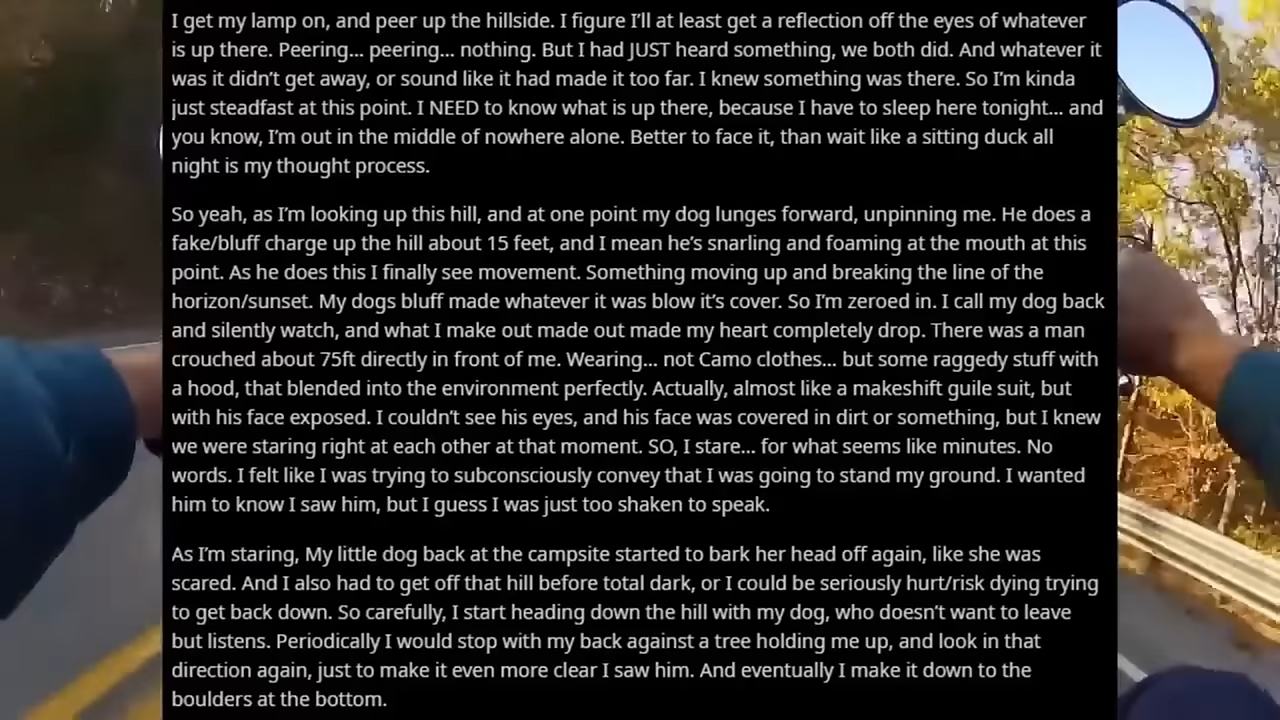 I get my lamp on, and peer up the hillside. I figure I'll at least get a reflection off the eyes of whatever
is up there. Peering... peering... nothing. But I had JUST heard something, we both did. And whatever it
was it didn't get away, or sound like it had made it too far. I knew something was there. So I'm kinda
just steadfast at this point. I NEED to know what is up there, because I have to sleep here tonight... and
you know, I'm out in the middle of nowhere alone. Better to face it, than wait like a sitting duck all
night is my thought process.
So yeah, as I'm looking up this hill, and at one point my dog lunges forward, unpinning me. He does a
fake/bluff charge up the hill about 15 feet, and I mean he's snarling and foaming at the mouth at this
point. As he does this I finally see movement. Something moving up and breaking the line of the
horizon/sunset. My dogs bluff made whatever it was blow it's cover. So I'm zeroed in. I call my dog back
and silently watch, and what I make out made out made my heart completely drop. There was a man
crouched about 75ft directly in front of me. Wearing... not Camo clothes... but some raggedy stuff with
a hood, that blended into the environment perfectly. Actually, almost like a makeshift guile suit, but
with his face exposed. I couldn't see his eyes, and his face was covered in dirt or something, but I knew
we were staring right at each other at that moment. SO, I stare... for what seems like minutes. No
words. I felt like I was trying to subconsciously convey that I was going to stand my ground. I wanted
him to know I saw him, but I guess I was just too shaken to speak.
As I'm staring, My little dog back at the campsite started to bark her head off again, like she was
scared. And I also had to get off that hill before total dark, or I could be seriously hurt/risk dying trying
to get back down. So carefully, I start heading down the hill with my dog, who doesn't want to leave
but listens. Periodically I would stop with my back against a tree holding me up, and look in that
direction again, just to make it even more clear I saw him. And eventually I make it down to the
boulders at the bottom.